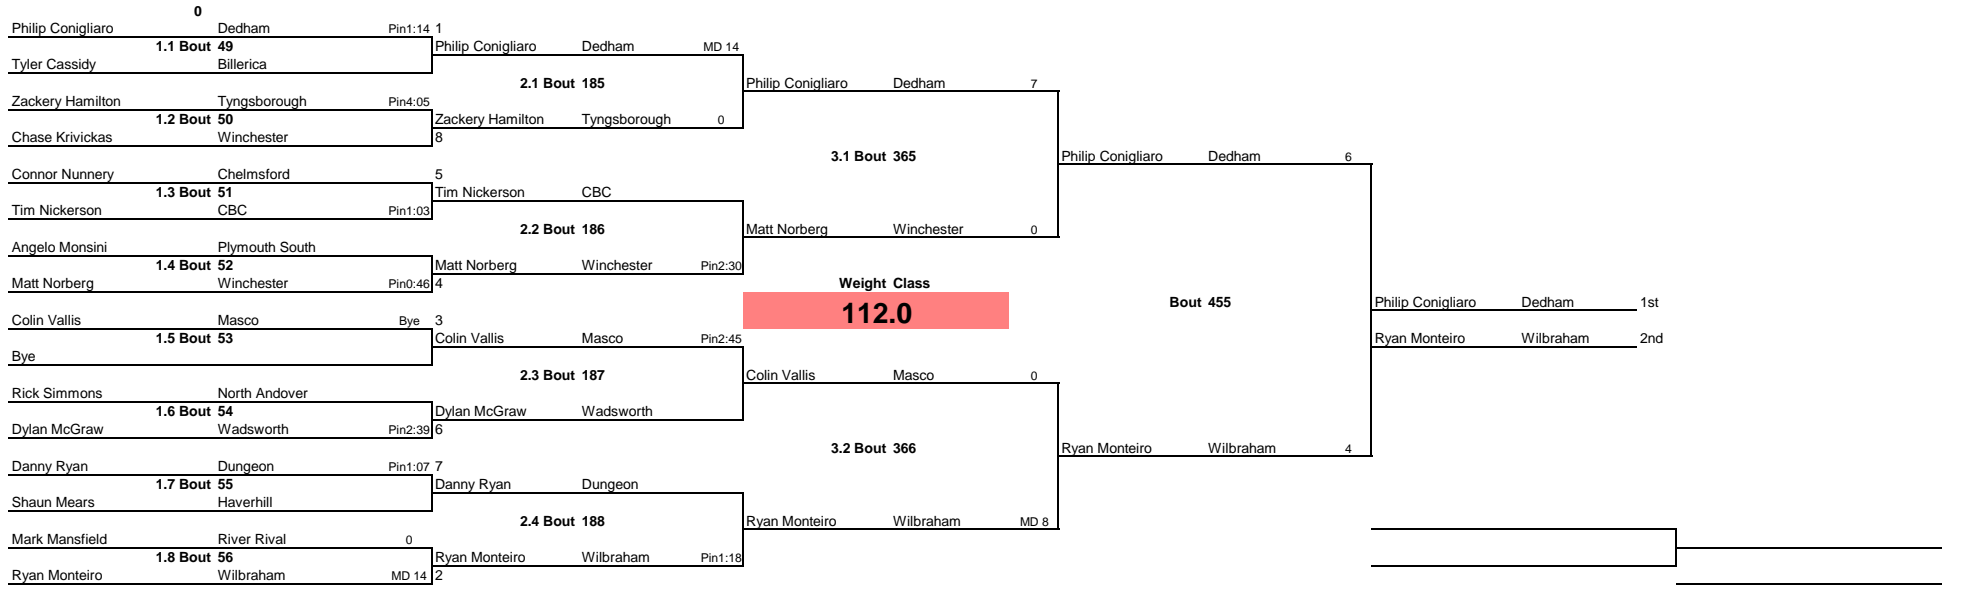 0
Philip Conigliaro Dedham Pin1:14 1
1.1 Bout 49 Philip Conigliaro Dedham MD 14
Tyler Cassidy Billerica
2.1 Bout 185 Philip Conigliaro Dedham 7
Zackery Hamilton Tyngsborough Pin4:05
1.2 Bout 50 Zackery Hamilton Tyngsborough 0
Chase Krivickas Winchester 8
3.1 Bout 365 Philip Conigliaro Dedham 6
Connor Nunnery Chelmsford 5
1.3 Bout 51 Tim Nickerson CBC
Tim Nickerson CBC Pin1:03
2.2 Bout 186 Matt Norberg Winchester 0
Angelo Monsini Plymouth South
1.4 Bout 52 Matt Norberg Winchester Pin2:30
Matt Norberg Winchester Pin0:46 4 Weight Class
Bout 455 Philip Conigliaro Dedham 1st
Colin Vallis Masco Bye 3 112.0
1.5 Bout 53 Colin Vallis Masco Pin2:45 Ryan Monteiro Wilbraham 2nd
Bye
2.3 Bout 187 Colin Vallis Masco 0
Rick Simmons North Andover
1.6 Bout 54 Dylan McGraw Wadsworth
Dylan McGraw Wadsworth Pin2:39 6
3.2 Bout 366 Ryan Monteiro Wilbraham 4
Danny Ryan Dungeon Pin1:07 7
1.7 Bout 55 Danny Ryan Dungeon
Shaun Mears Haverhill
2.4 Bout 188 Ryan Monteiro Wilbraham MD 8
Mark Mansfield River Rival 0
1.8 Bout 56 Ryan Monteiro Wilbraham Pin1:18
Ryan Monteiro Wilbraham MD 14 2